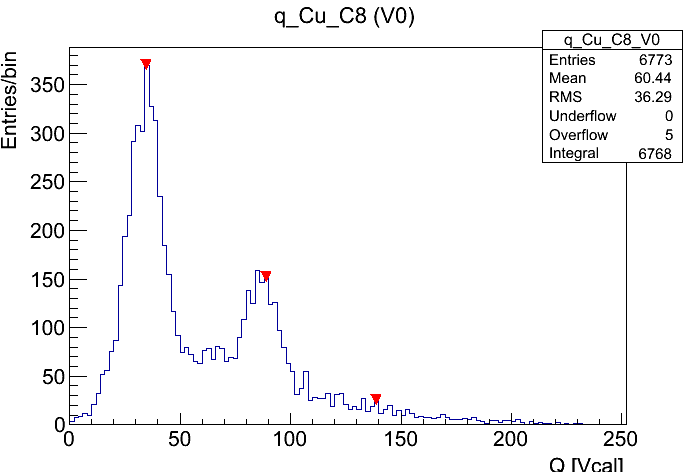 q_Cu_C8 (V0)
q_Cu_C8_V0
Entries 6773
Mean 60.44
RMS 36.29
Underflow 0
Overflow 5
Integral 6768
Entries/bin
350
300
250
200
150
100
50
0
0 50 100 150 200 250
Q [Vcal]